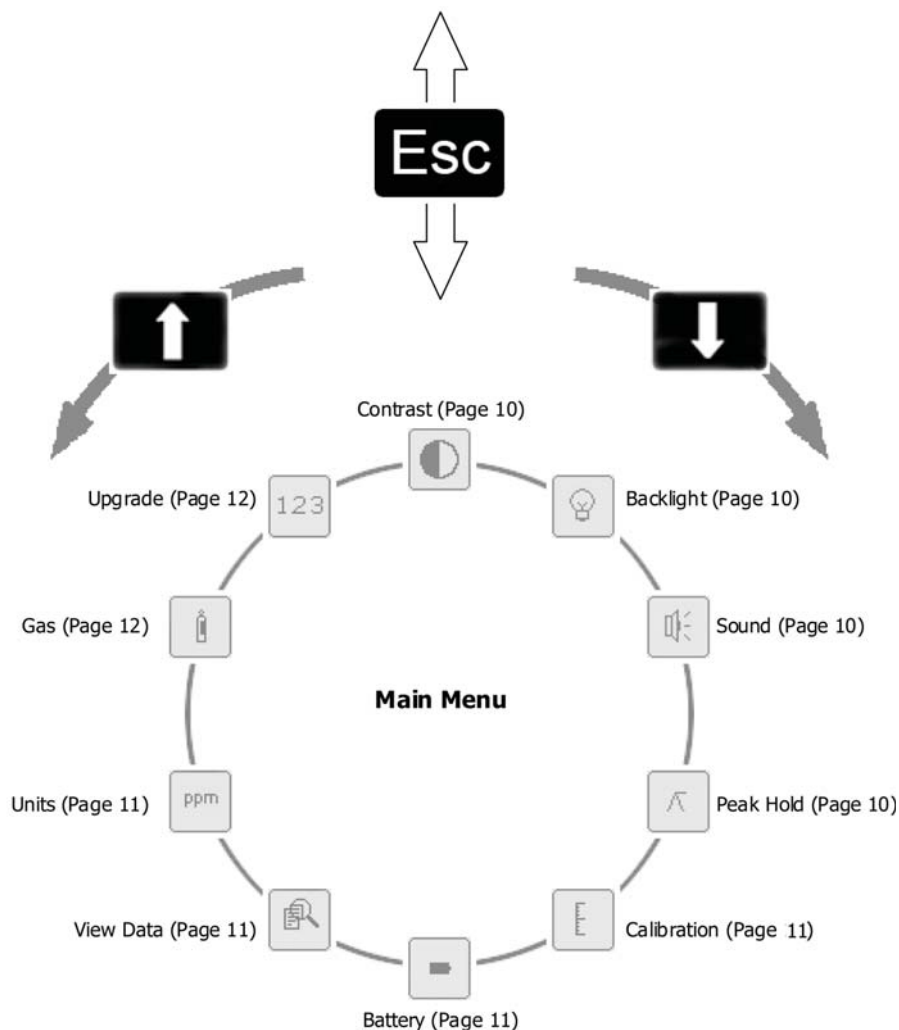 Esc
Contrast (Page 10)
Upgrade (Page 12)
123
Backlight (Page 10)
Gas (Page 12)
Sound (Page 10)
Main Menu
Units (Page 11)
ppm
Peak Hold (Page 10)
View Data (Page 11)
Calibration (Page 11)
Battery (Page 11)